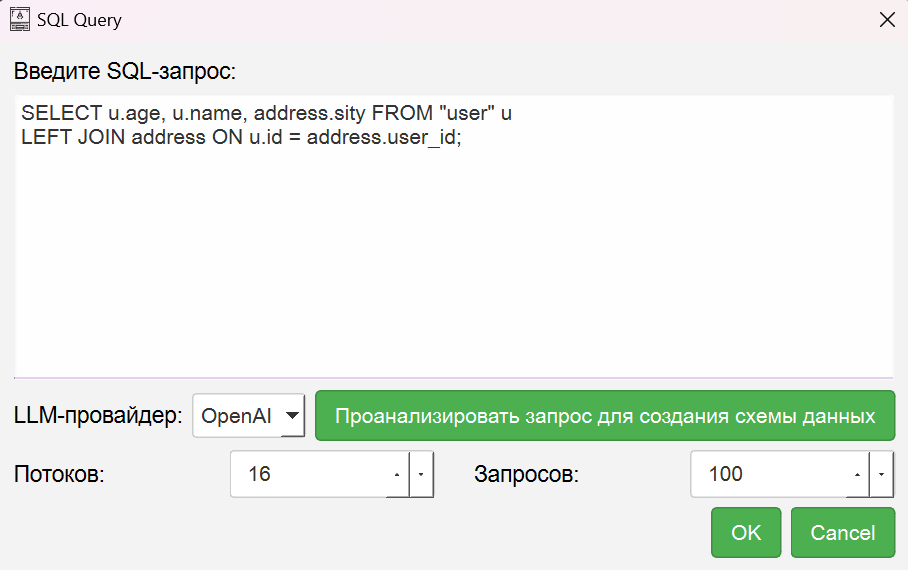 SQL Query
Введите SQL-запрос:
SELECT u.age, u.name, address.sity FROM "user" u
LEFT JOIN address ON u.id = address.user_id;
LLM-провайдер: OpenAI Проанализировать запрос для создания схемы данных
Потоков: 16 Запросов: 100
OK Cancel